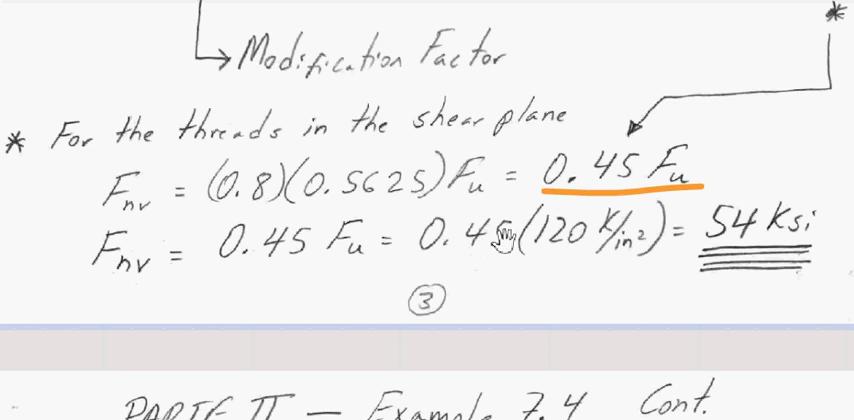 *
Modification Factor
* For the threads in the shear plane
Fnv = (0.8)(0.5625)Fu = 0.45 Fu
Fnv = 0.45 Fu = 0.45(120 K/in²) = 54 Ksi
3
PARTE II — Example 7.4 Cont.